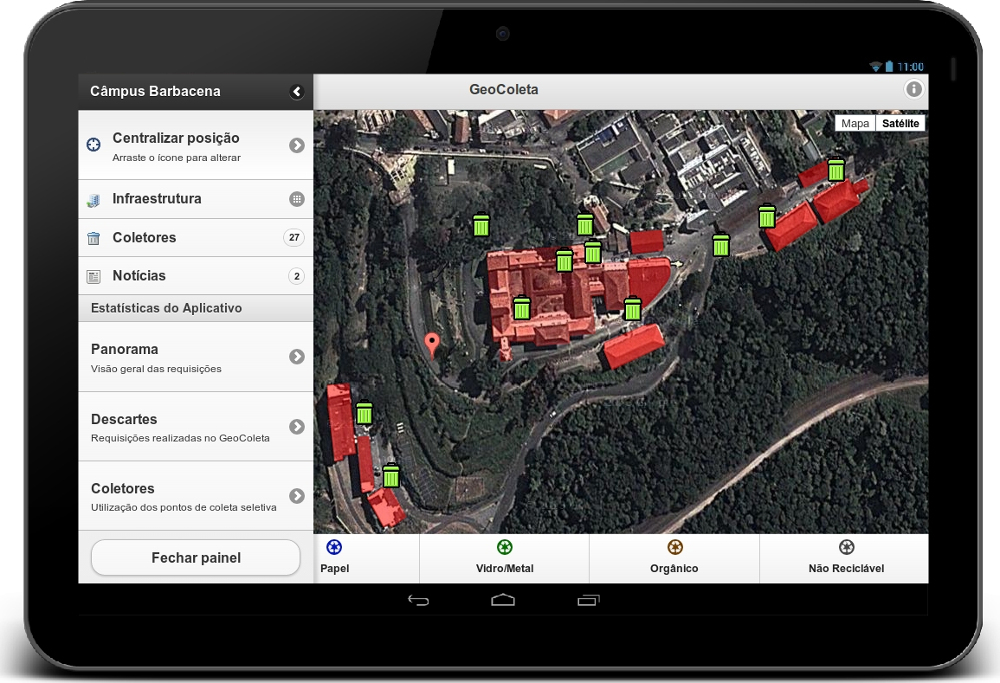 11:00
Câmpus Barbacena
GeoColeta
Mapa
Satélite
Centralizar posição
Arraste o ícone para alterar
Infraestrutura
Coletores
27
Notícias
2
Estatísticas do Aplicativo
Panorama
Visão geral das requisições
Descartes
Requisições realizadas no GeoColeta
Coletores
Utilização dos pontos de coleta seletiva
Fechar painel
Papel
Vidro/Metal
Orgânico
Não Reciclável